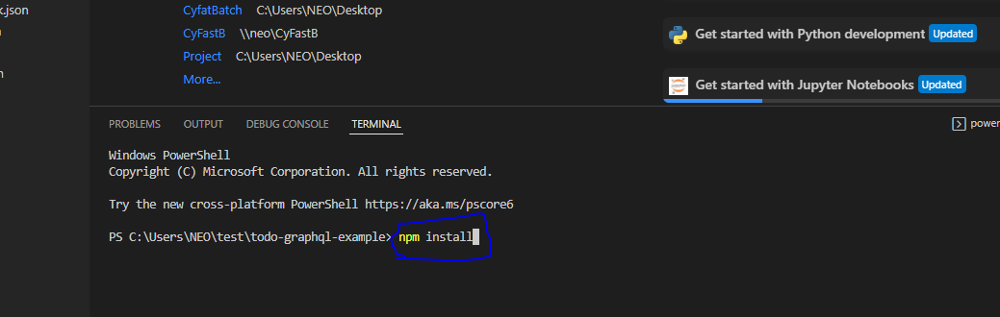 k.json
CyfatBatch C:\Users\NEO\Desktop
CyFastB \\neo\CyFastB
Project C:\Users\NEO\Desktop
More...
Get started with Python development Updated
Get started with Jupyter Notebooks Updated
PROBLEMS OUTPUT DEBUG CONSOLE TERMINAL
power
Windows PowerShell
Copyright (C) Microsoft Corporation. All rights reserved.
Try the new cross-platform PowerShell https://aka.ms/pscore6
PS C:\Users\NEO\test\todo-graphql-example> npm install